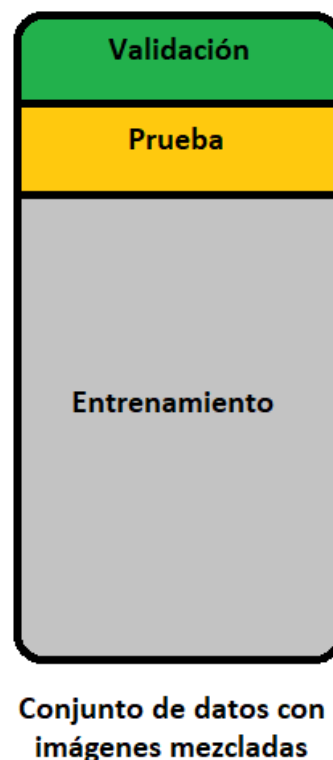 Validación
Prueba
Entrenamiento
Conjunto de datos con
imágenes mezcladas